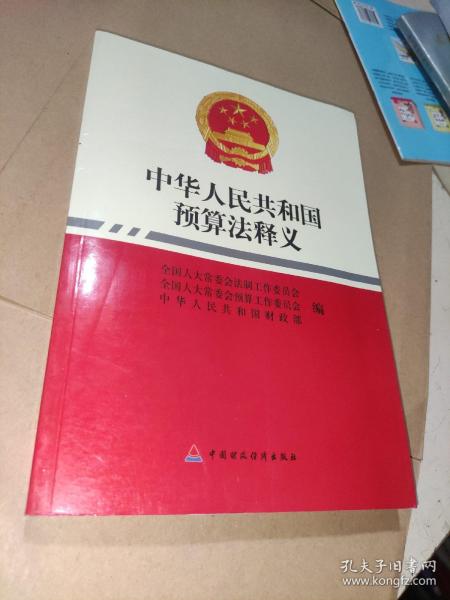 中华人民共和国
预算法释义
全国人大常委会法制工作委员会
全国人大常委会预算工作委员会
中华人民共和国财政部
编
中国财政经济出版社
孔夫子旧书网
www.kongfz.com